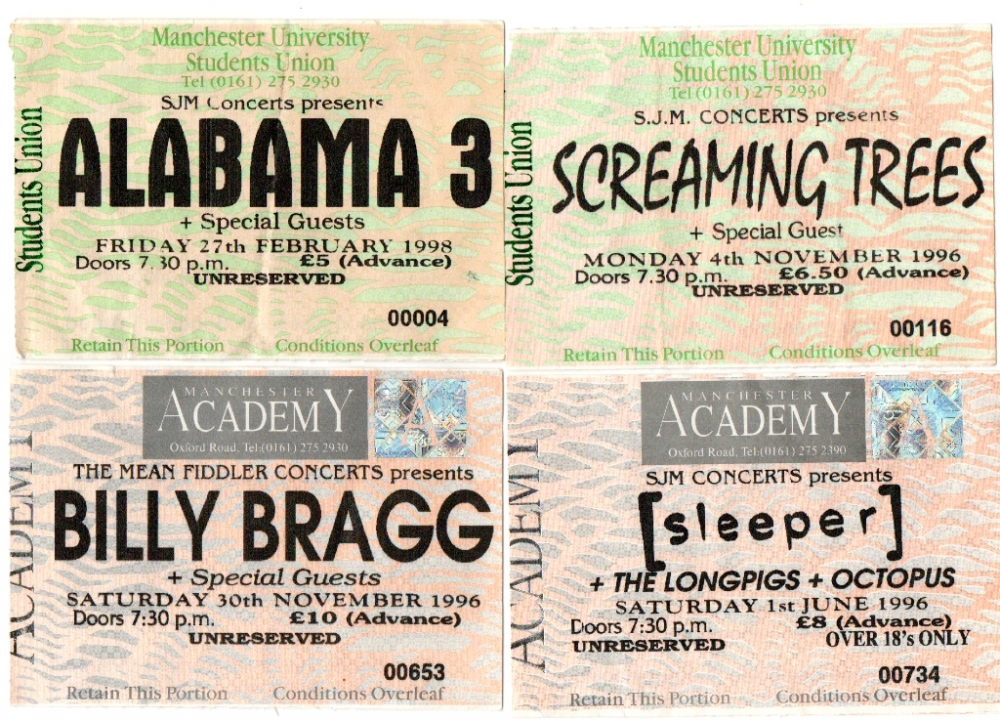 Manchester University
Students Union
Tel (0161) 275 2930
SJM Concerts presents
ALABAMA 3
+ Special Guests
FRIDAY 27th FEBRUARY 1998
Doors 7.30 p.m. £5 (Advance)
UNRESERVED
00004
Retain This Portion Conditions Overleaf
Students Union
Manchester University
Students Union
Tel (0161) 275 2930
S.J.M. CONCERTS presents
SCREAMING TREES
+ Special Guest
MONDAY 4th NOVEMBER 1996
Doors 7.30 p.m. £6.50 (Advance)
UNRESERVED
00116
Retain This Portion Conditions Overleaf
Students Union
MANCHESTER
ACADEMY
Oxford Road, Tel:(0161) 275 2930
THE MEAN FIDDLER CONCERTS presents
BILLY BRAGG
+ Special Guests
SATURDAY 30th NOVEMBER 1996
Doors 7:30 p.m. £10 (Advance)
UNRESERVED
00653
Retain This Portion Conditions Overleaf
ACADEMY
MANCHESTER
ACADEMY
Oxford Road, Tel:(0161) 275 2390
SJM CONCERTS presents
[sleeper]
+ THE LONGPIGS + OCTOPUS
SATURDAY 1st JUNE 1996
Doors 7:30 p.m. £8 (Advance)
UNRESERVED OVER 18's ONLY
00734
Retain This Portion Conditions Overleaf
ACADEMY